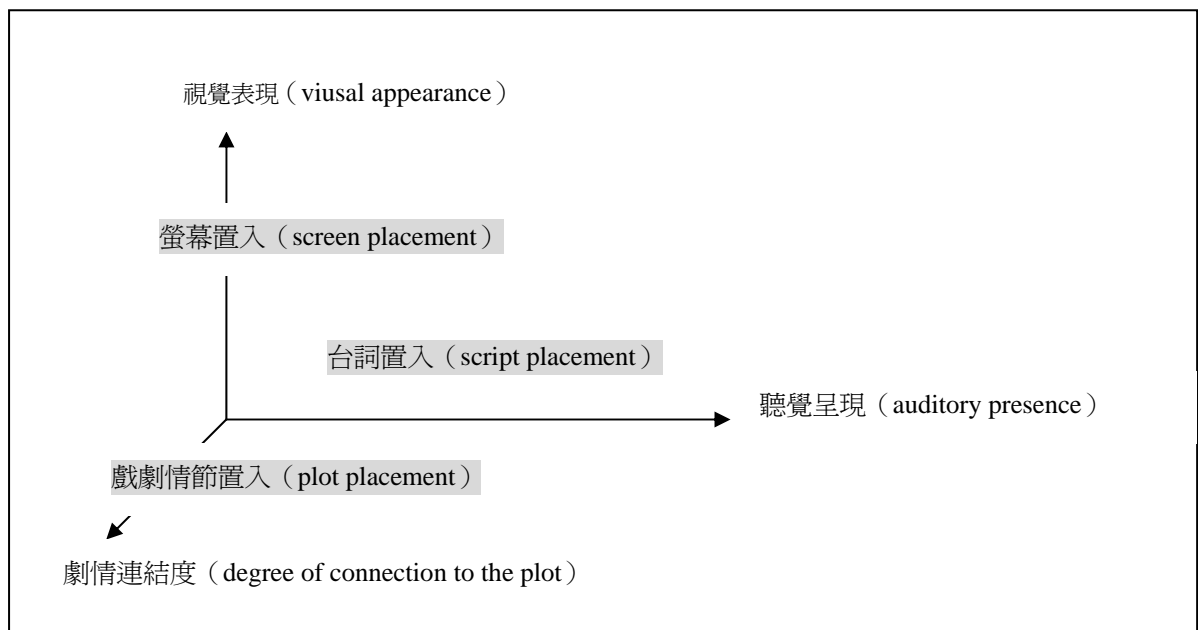 視覺表現（viusal appearance）
螢幕置入（screen placement）
台詞置入（script placement）
聽覺呈現（auditory presence）
戲劇情節置入（plot placement）
劇情連結度（degree of connection to the plot）